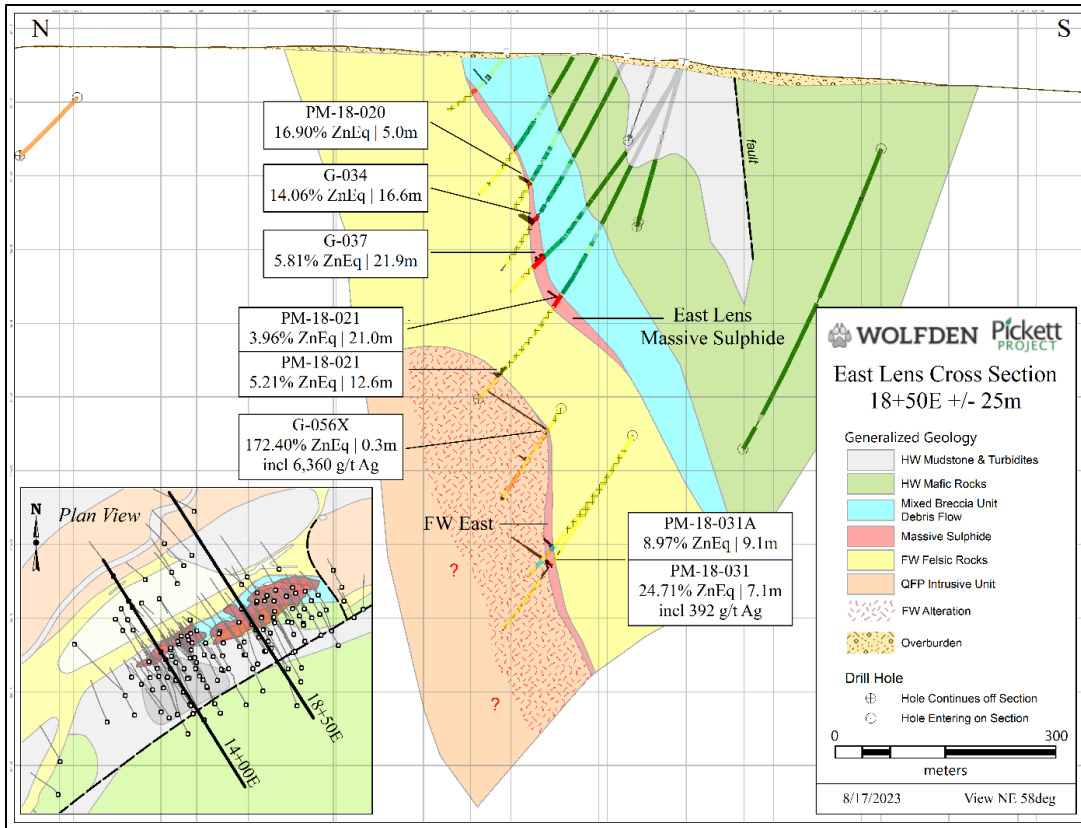 N
S
PM-18-020
16.90% ZnEq | 5.0m
G-034
14.06% ZnEq | 16.6m
G-037
5.81% ZnEq | 21.9m
PM-18-021
3.96% ZnEq | 21.0m
PM-18-021
5.21% ZnEq | 12.6m
G-056X
172.40% ZnEq | 0.3m
incl 6,360 g/t Ag
fault
East Lens
Massive Sulphide
FW East
PM-18-031A
8.97% ZnEq | 9.1m
PM-18-031
24.71% ZnEq | 7.1m
incl 392 g/t Ag
?
?
N
Plan View
18+50E
14+00E
WOLFDEN
Pickett
PROJECT
East Lens Cross Section
18+50E +/- 25m
Generalized Geology
HW Mudstone & Turbidites
HW Mafic Rocks
Mixed Breccia Unit
Debris Flow
Massive Sulphide
FW Felsic Rocks
QFP Intrusive Unit
FW Alteration
Overburden
Drill Hole
Hole Continues off Section
Hole Entering on Section
0
300
meters
8/17/2023
View NE 58deg